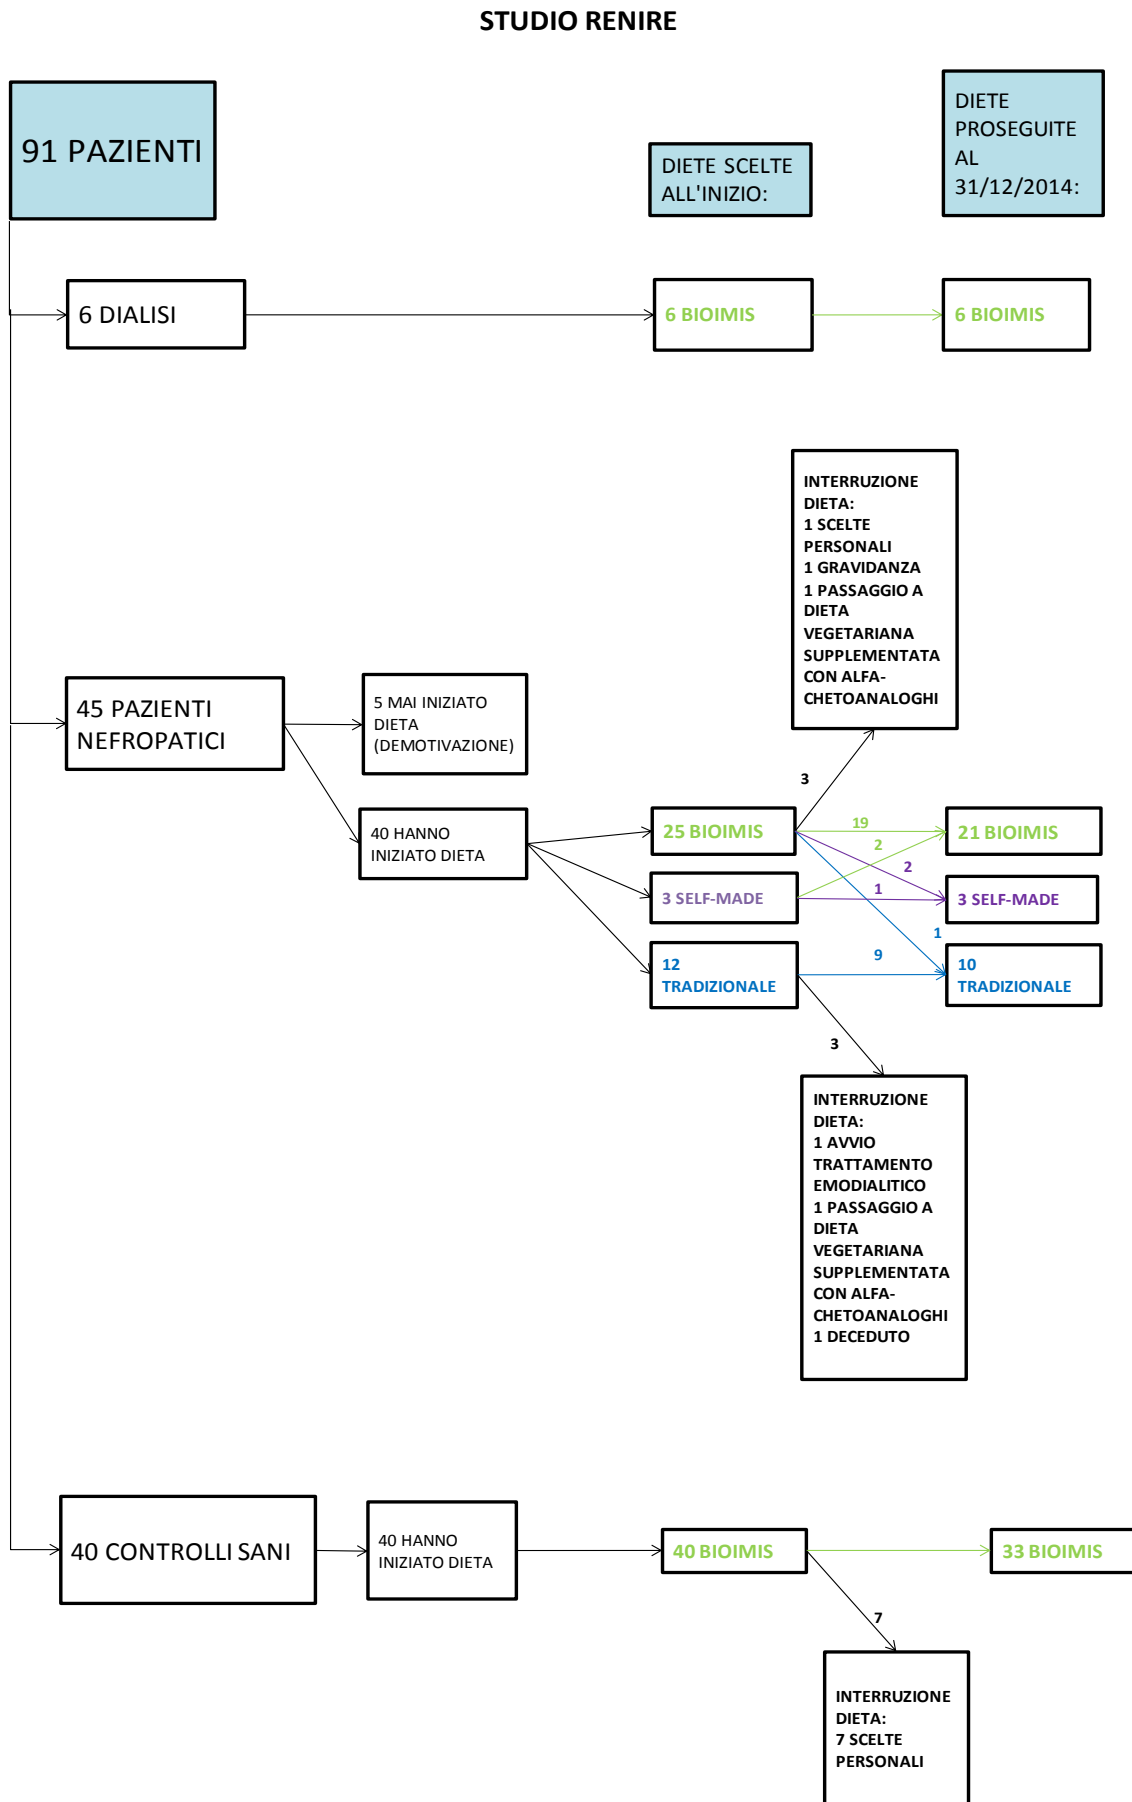 STUDIO RENIRE
91 PAZIENTI
DIETE SCELTE
ALL'INIZIO:
DIETE
PROSEGUITE
AL
31/12/2014:
6 DIALISI
6 BIOIMIS
6 BIOIMIS
INTERRUZIONE
DIETA:
1 SCELTE
PERSONALI
1 GRAVIDANZA
1 PASSAGGIO A
DIETA
VEGETARIANA
SUPPLEMENTATA
CON ALFA-
CHETOANALOGHI
45 PAZIENTI
NEFROPATICI
5 MAI INIZIATO
DIETA
(DEMOTIVAZIONE)
40 HANNO
INIZIATO DIETA
3
25 BIOIMIS
19
2
21 BIOIMIS
2
3 SELF-MADE
1
3 SELF-MADE
1
12
TRADIZIONALE
9
10
TRADIZIONALE
3
INTERRUZIONE
DIETA:
1 AVVIO
TRATTAMENTO
EMODIALITICO
1 PASSAGGIO A
DIETA
VEGETARIANA
SUPPLEMENTATA
CON ALFA-
CHETOANALOGHI
1 DECEDUTO
40 CONTROLLI SANI
40 HANNO
INIZIATO DIETA
40 BIOIMIS
33 BIOIMIS
7
INTERRUZIONE
DIETA:
7 SCELTE
PERSONALI